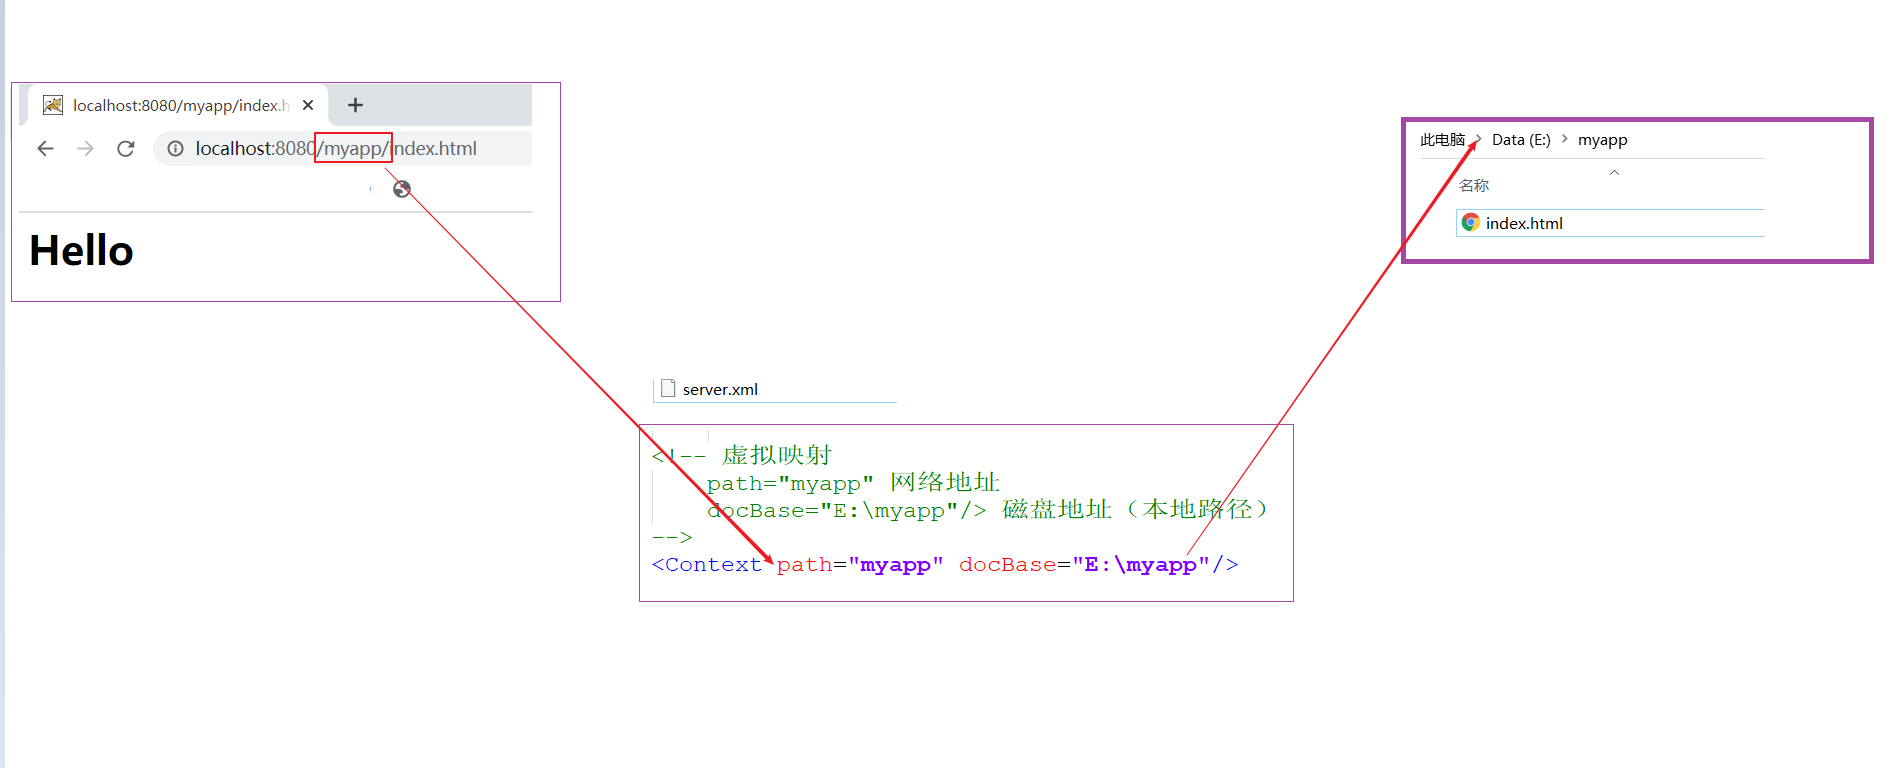 localhost:8080/myapp/index.h
localhost:8080/myapp/index.html
Hello
此电脑 > Data (E:) > myapp
名称
index.html
server.xml
<!-- 虚拟映射
path="myapp" 网络地址
docBase="E:\myapp"/> 磁盘地址（本地路径）
-->
<Context path="myapp" docBase="E:\myapp"/>